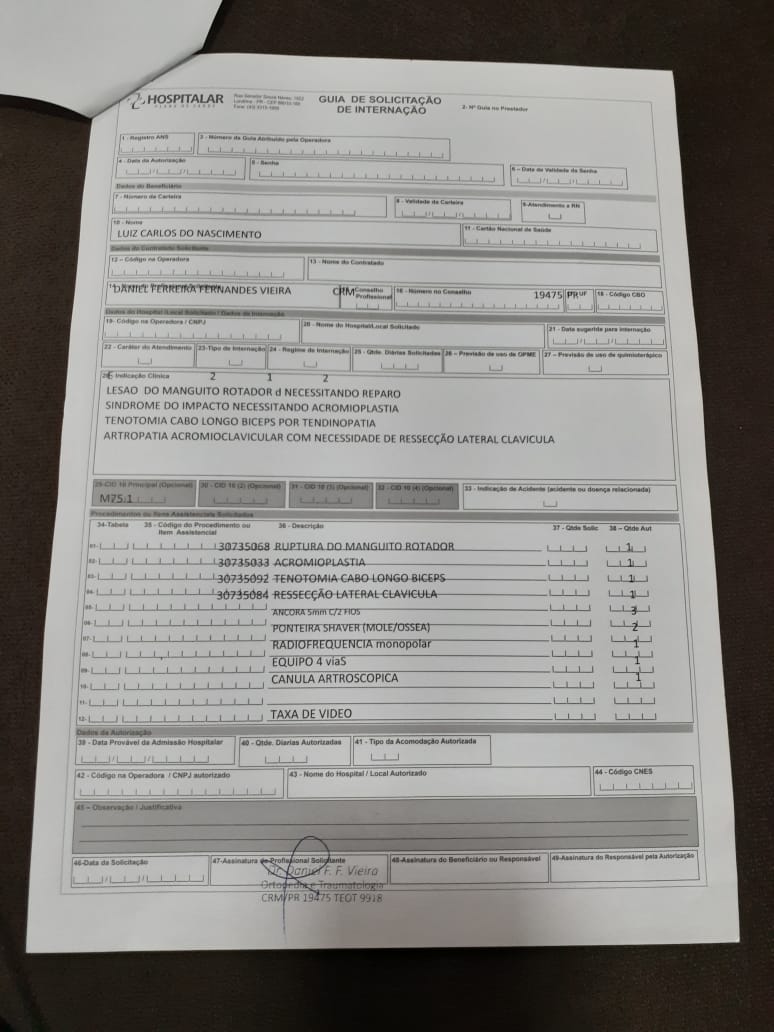 HOSPITALAR
PLANO DE SAÚDE
Londrina - PR - CEP
GUIA DE SOLICITAÇÃO
DE INTERNAÇÃO
2- Nº Guia no Prestador
1 - Registro ANS
3 - Número da Guia Atribuído pela Operadora
4 - Data da Autorização
5 - Senha
6 – Data de Validade da Senha
Dados do Beneficiário
7 - Número da Carteira
8 - Validade da Carteira
9-Atendimento a RN
10 - Nome
LUIZ CARLOS DO NASCIMENTO
11 - Cartão Nacional de Saúde
Dados do Contratado Solicitante
12 – Código na Operadora
13 - Nome do Contratado
DANIEL FERREIRA FERNANDES VIEIRA
CRM
Conselho
Profissional
16 - Número no Conselho
19475
PR
UF
18 - Código CBO
Dados do Hospital /Local Solicitado / Dados da Internação
19- Código na Operadora / CNPJ
20 - Nome do Hospital/Local Solicitado
21 - Data sugerida para internação
22 - Caráter do Atendimento
23-Tipo de Internação
24 - Regime de Internação
25 - Qtde. Diárias Solicitadas
26 – Previsão de uso de OPME
27 – Previsão de uso de quimioterápico
Indicação Clínica
2
1
2
LESAO DO MANGUITO ROTADOR d NECESSITANDO REPARO
SINDROME DO IMPACTO NECESSITANDO ACROMIOPLASTIA
TENOTOMIA CABO LONGO BICEPS POR TENDINOPATIA
ARTROPATIA ACROMIOCLAVICULAR COM NECESSIDADE DE RESSECÇÃO LATERAL CLAVICULA
29-CID 10 Principal (Opcional)
M75.1
30 - CID 10 (2) (Opcional)
31 - CID 10 (3) (Opcional)
32 - CID 10 (4) (Opcional)
33 - Indicação de Acidente (acidente ou doença relacionada)
Procedimentos ou Itens Assistenciais Solicitados
34-Tabela
35 - Código do Procedimento ou
Item Assistencial
36 - Descrição
37 - Qtde Solic
38 – Qtde Aut
01- 30735068 RUPTURA DO MANGUITO ROTADOR 1
02- 30735033 ACROMIOPLASTIA 1
03- 30735092 TENOTOMIA CABO LONGO BICEPS 1
04- 30735084 RESSECÇÃO LATERAL CLAVICULA 1
05- ANCORA 5mm C/2 FIOS 3
06- PONTEIRA SHAVER (MOLE/OSSEA) 2
07- RADIOFREQUENCIA monopolar 1
08- EQUIPO 4 viaS 1
09- CANULA ARTROSCOPICA 1
10-
11-
12- TAXA DE VIDEO
Dados da Autorização
39 - Data Provável da Admissão Hospitalar
40 - Qtde. Diarias Autorizadas
41 - Tipo da Acomodação Autorizada
42 - Código na Operadora / CNPJ autorizado
43 - Nome do Hospital / Local Autorizado
44 - Código CNES
45 – Observação / Justificativa
46-Data da Solicitação
47-Assinatura do Profissional Solicitante
48-Assinatura do Beneficiário ou Responsável
49-Assinatura do Responsável pela Autorização
Dr. Daniel F. F. Vieira
Ortopedia e Traumatologia
CRM/PR 19475 TEOT 9918